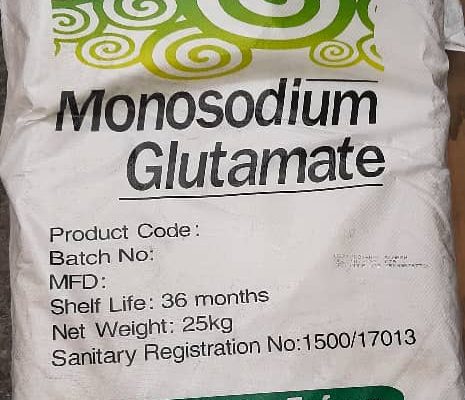 Monosodium
Glutamate
Product Code:
Batch No:
MFD:
Shelf Life: 36 months
Net Weight: 25kg
Sanitary Registration No:1500/17013